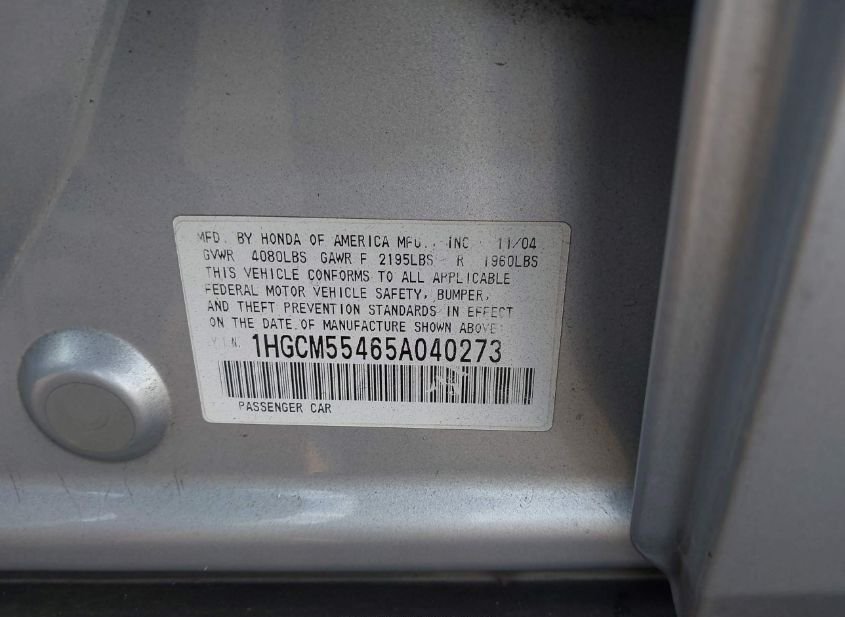 MFD. BY HONDA OF AMERICA MFG., INC. 11/04
GVWR 4080LBS GAWR F 2195LBS R 1960LBS
THIS VEHICLE CONFORMS TO ALL APPLICABLE
FEDERAL MOTOR VEHICLE SAFETY, BUMPER,
AND THEFT PREVENTION STANDARDS IN EFFECT
ON THE DATE OF MANUFACTURE SHOWN ABOVE.
V.I.N. 1HGCM55465A040273
PASSENGER CAR